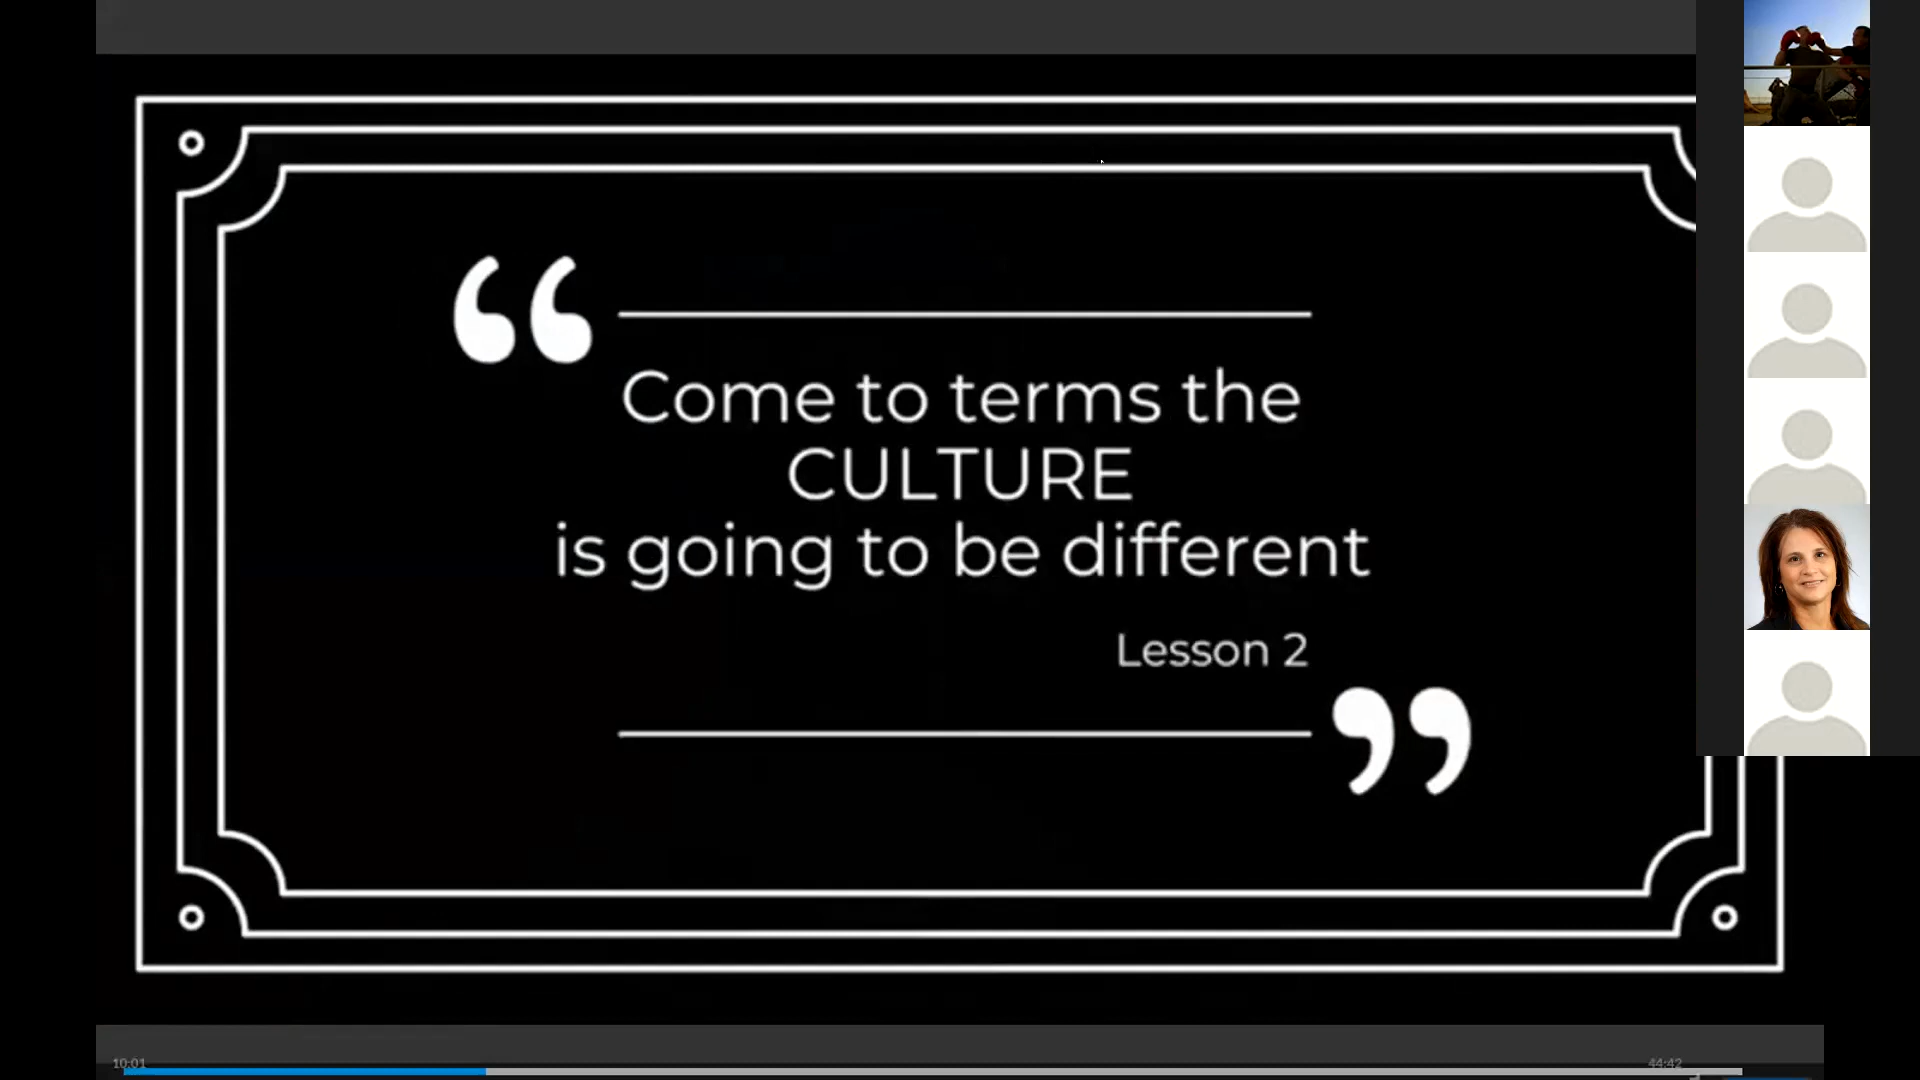 “
Come to terms the
CULTURE
is going to be different
Lesson 2
”
10:01
44:42